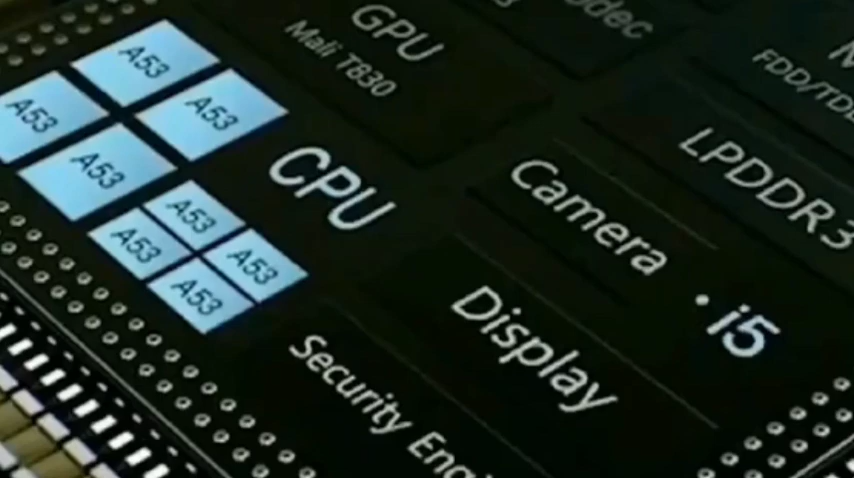 GPU
Mali T830
A53
A53
A53
A53
CPU
A53
A53
A53
A53
Camera
LPDDR3
FDD/TDD
i5
Display
Security